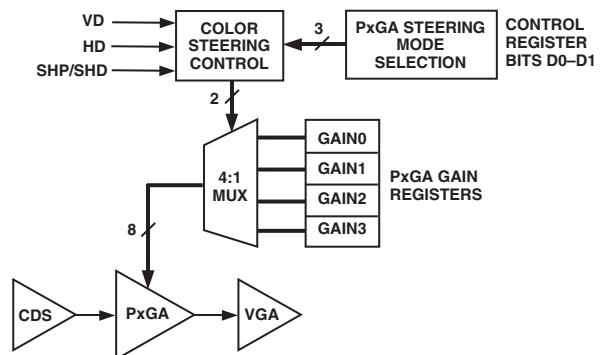 VD
HD
SHP/SHD
COLOR
STEERING
CONTROL
3
PxGA STEERING
MODE
SELECTION
CONTROL
REGISTER
BITS D0–D1
2
4:1
MUX
GAIN0
GAIN1
GAIN2
GAIN3
PxGA GAIN
REGISTERS
8
CDS
PxGA
VGA